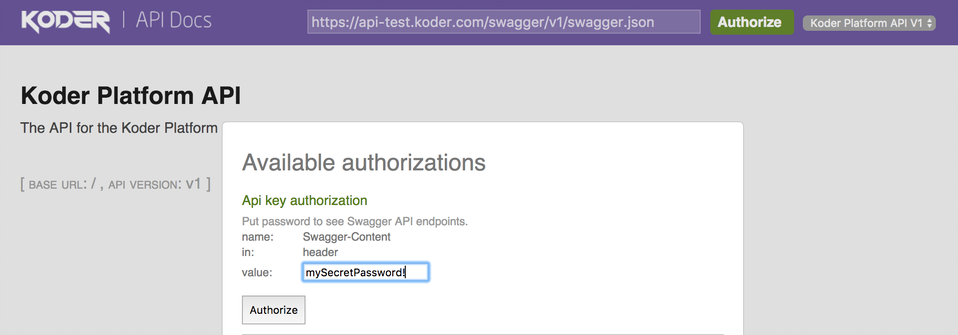 KODER | API Docs https://api-test.koder.com/swagger/v1/swagger.json Authorize Koder Platform API V1
Koder Platform API
The API for the Koder Platform
Available authorizations
[ BASE URL: / , API VERSION: V1 ]
Api key authorization
Put password to see Swagger API endpoints.
name: Swagger-Content
in: header
value: mySecretPassword!
Authorize